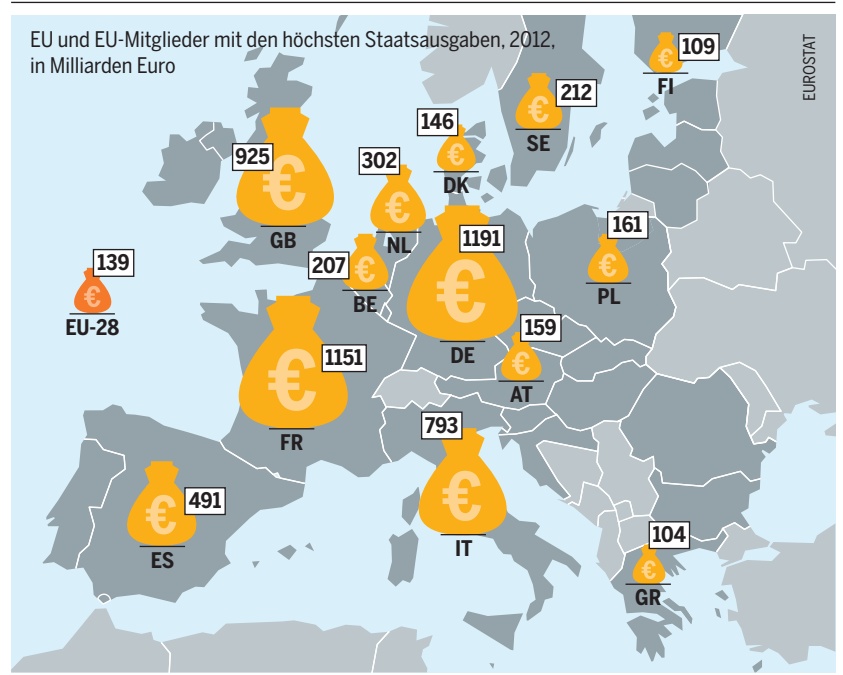 EU und EU-Mitglieder mit den höchsten Staatsausgaben, 2012,
in Milliarden Euro
EUROSTAT
109
€
FI
212
€
SE
146
€
DK
925
€
GB
302
€
NL
1191
€
DE
161
€
PL
207
€
BE
139
€
EU-28
1151
€
FR
159
€
AT
793
€
IT
491
€
ES
104
€
GR